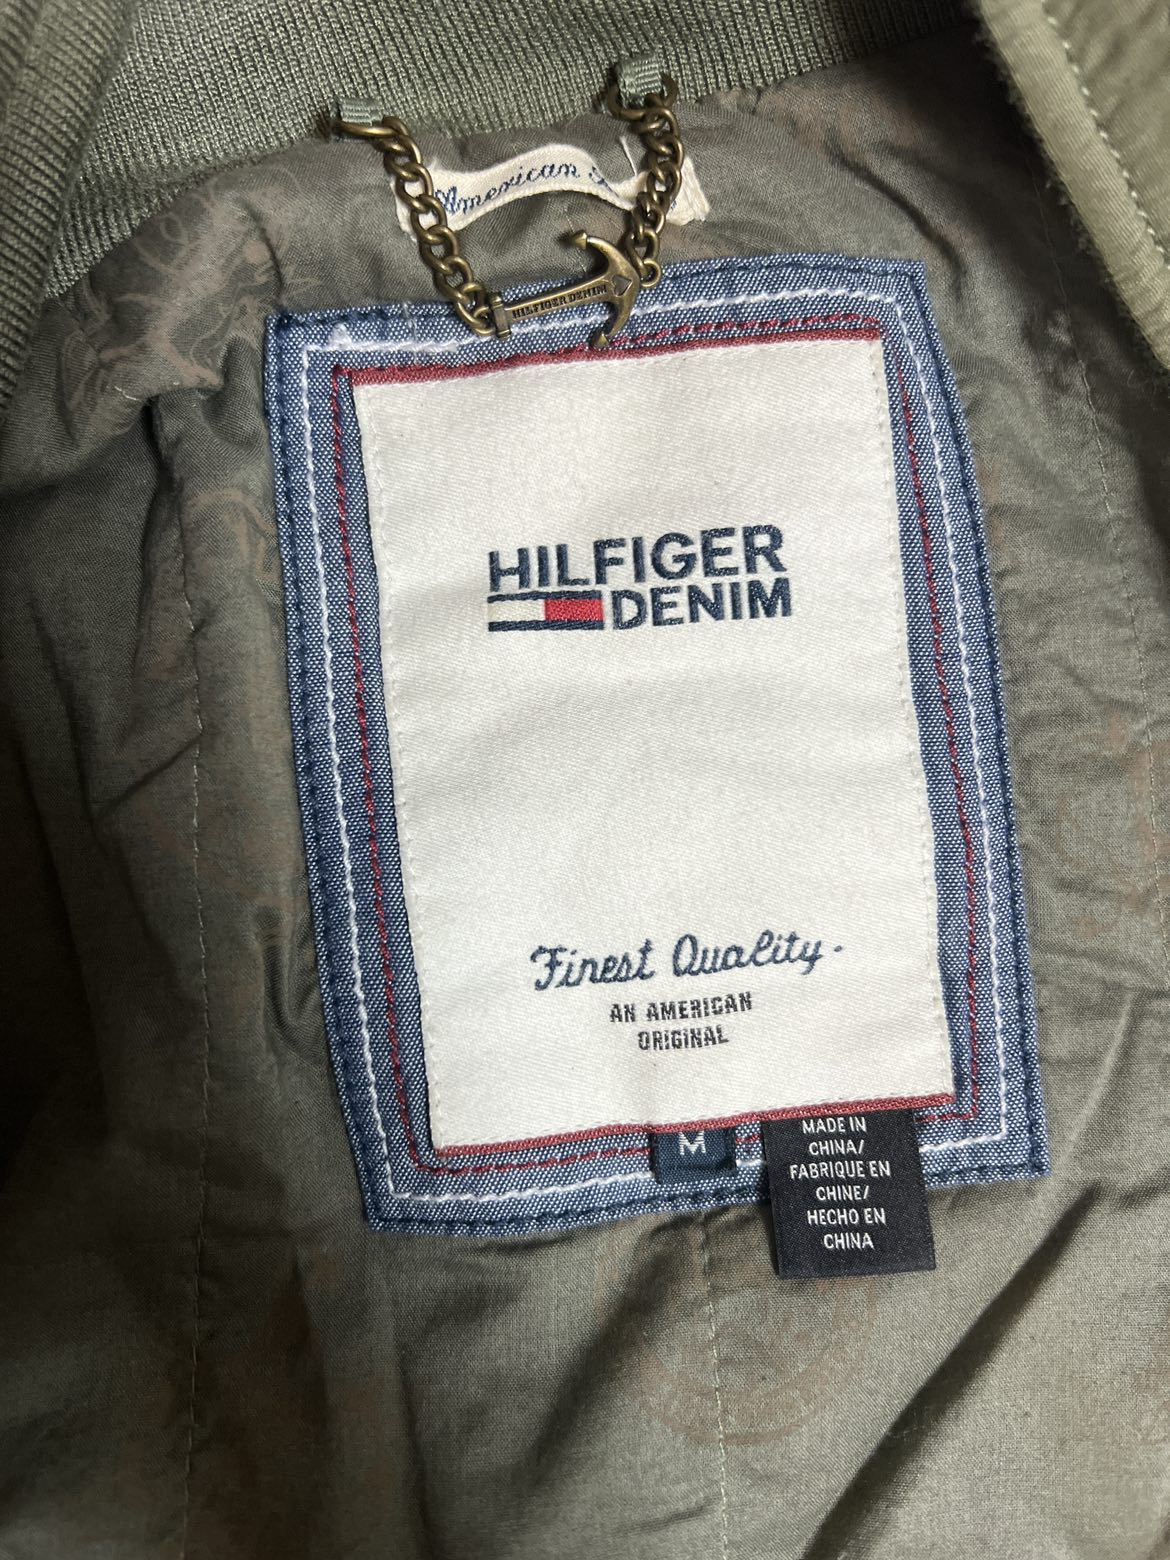 American
HILFIGER DENIM
HILFIGER
DENIM
Finest Quality.
AN AMERICAN
ORIGINAL
M
MADE IN
CHINA/
FABRIQUE EN
CHINE/
HECHO EN
CHINA